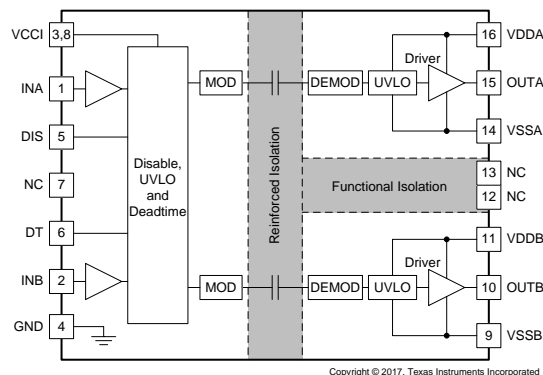 VCCI 3,8
16 VDDA
Driver
INA 1
MOD
DEMOD
UVLO
15 OUTA
DIS 5
14 VSSA
Disable,
UVLO
and
Deadtime
Reinforced Isolation
Functional Isolation
13 NC
12 NC
NC 7
DT 6
11 VDDB
Driver
INB 2
MOD
DEMOD
UVLO
10 OUTB
GND 4
9 VSSB
Copyright © 2017, Texas Instruments Incorporated